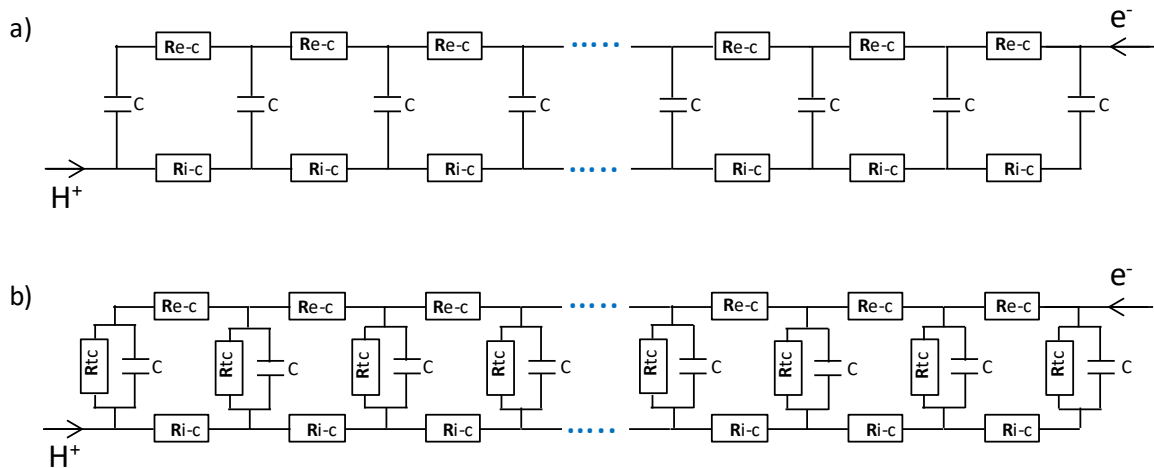 a)
e-
Re-c Re-c Re-c Re-c Re-c Re-c
C C C C C C C C
Ri-c Ri-c Ri-c Ri-c Ri-c Ri-c
H+
b)
e-
Re-c Re-c Re-c Re-c Re-c Re-c
Rtc C Rtc C Rtc C Rtc C Rtc C Rtc C Rtc C Rtc C
Ri-c Ri-c Ri-c Ri-c Ri-c Ri-c
H+